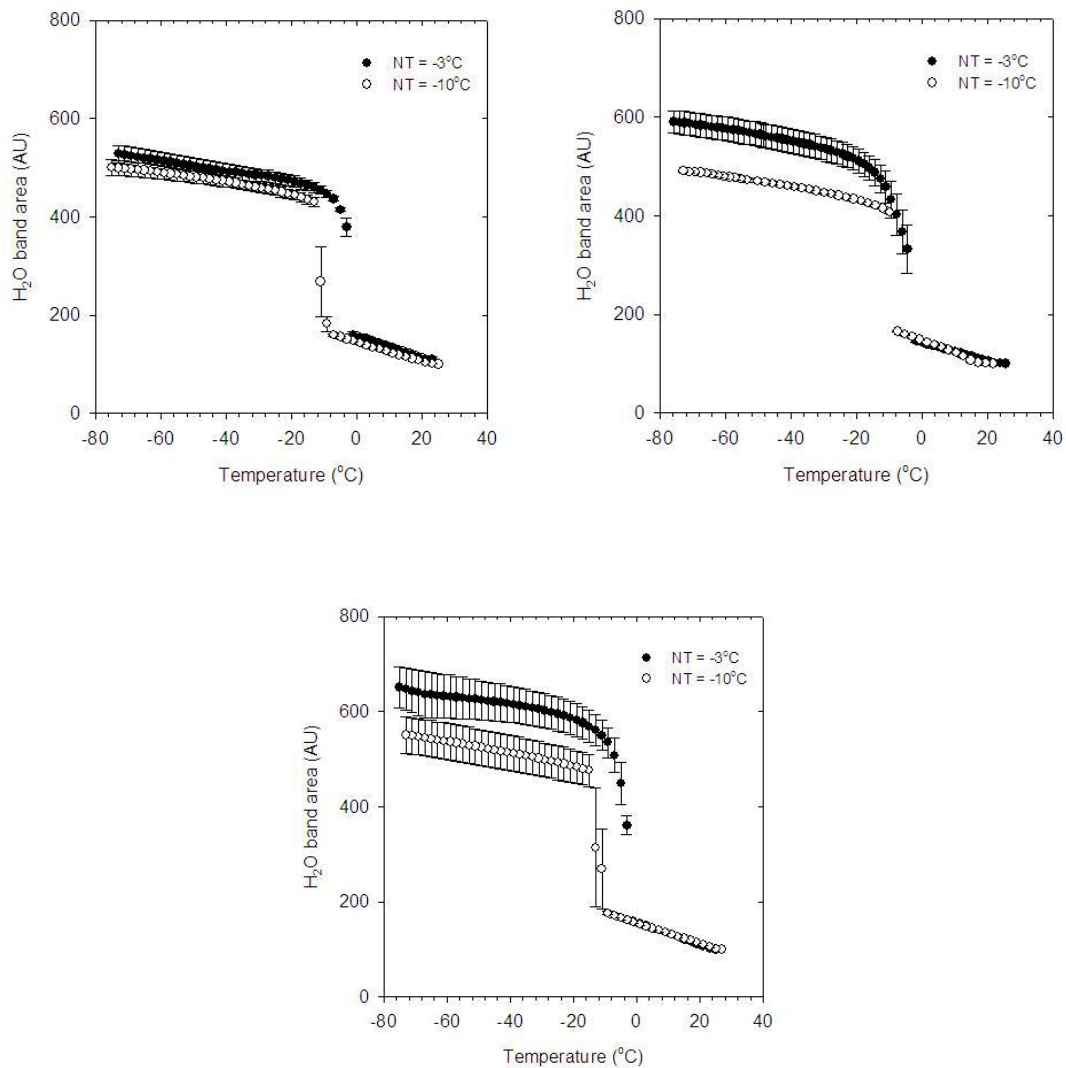 800
600
400
200
0
H₂O band area (AU)
NT = -3°C
NT = -10°C
-80 -60 -40 -20 0 20 40
Temperature (°C)
800
600
400
200
0
H₂O band area (AU)
NT = -3°C
NT = -10°C
-80 -60 -40 -20 0 20 40
Temperature (°C)
800
600
400
200
0
H₂O band area (AU)
NT = -3°C
NT = -10°C
-80 -60 -40 -20 0 20 40
Temperature (°C)